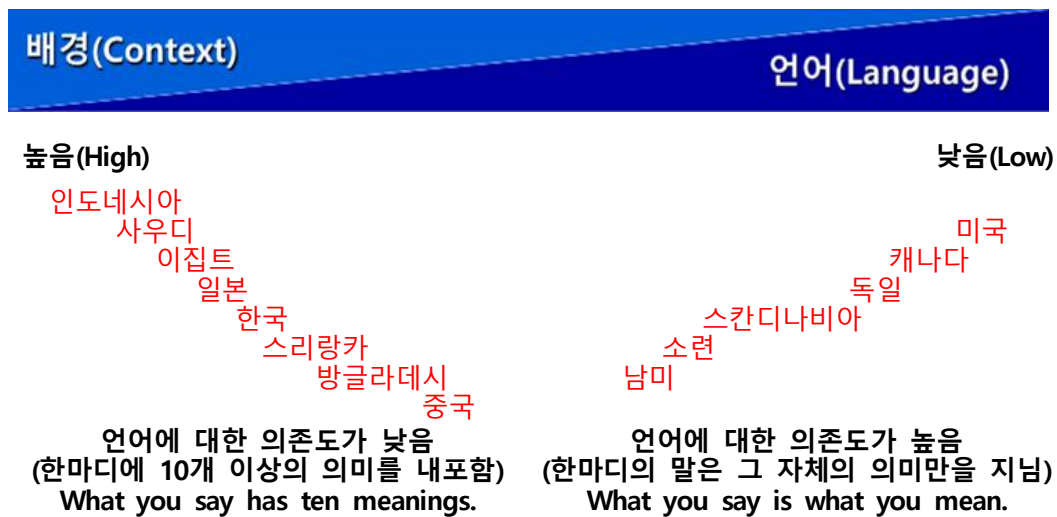 배경(Context)
언어(Language)
높음(High)
낮음(Low)
인도네시아
사우디
이집트
일본
한국
스리랑카
방글라데시
중국
미국
캐나다
독일
스칸디나비아
소련
남미
언어에 대한 의존도가 낮음
(한마디에 10개 이상의 의미를 내포함)
What you say has ten meanings.
언어에 대한 의존도가 높음
(한마디의 말은 그 자체의 의미만을 지님)
What you say is what you mean.